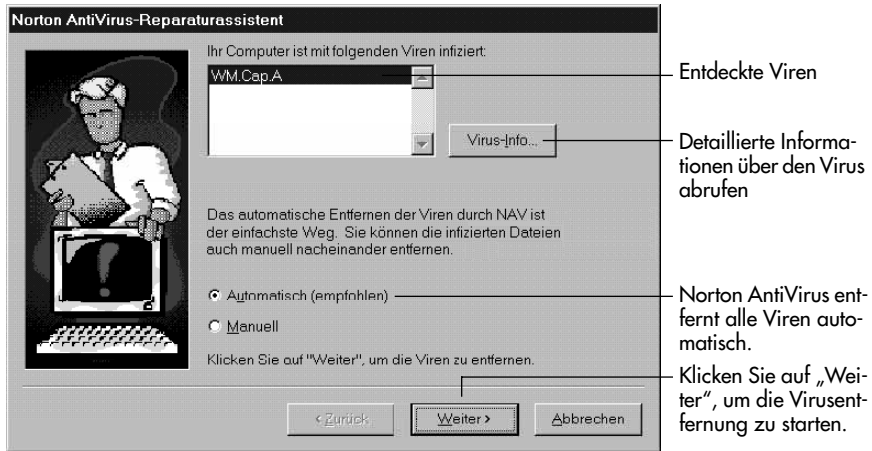 Norton AntiVirus-Reparaturassistent
Ihr Computer ist mit folgenden Viren infiziert:
WM.Cap.A
Virus-Info...
Das automatische Entfernen der Viren durch NAV ist
der einfachste Weg. Sie können die infizierten Dateien
auch manuell nacheinander entfernen.
Automatisch (empfohlen)
Manuell
Klicken Sie auf "Weiter", um die Viren zu entfernen.
< Zurück
Weiter >
Abbrechen
Entdeckte Viren
Detaillierte Informa-
tionen über den Virus
abrufen
Norton AntiVirus ent-
fernt alle Viren auto-
matisch.
Klicken Sie auf „Wei-
ter“, um die Virusent-
fernung zu starten.